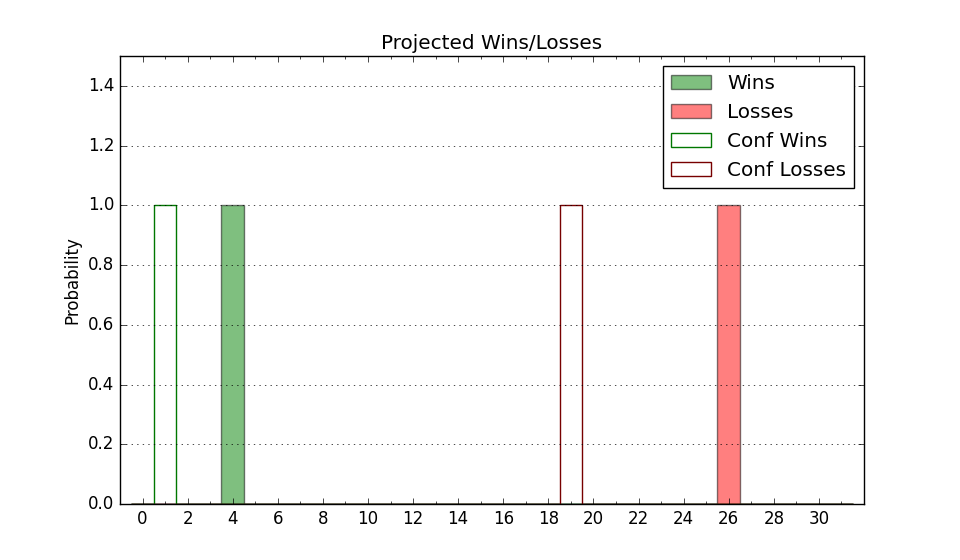 Projected Wins/Losses
Wins
Losses
Conf Wins
Conf Losses
Probability
1.4
1.2
1.0
0.8
0.6
0.4
0.2
0.0
0 2 4 6 8 10 12 14 16 18 20 22 24 26 28 30